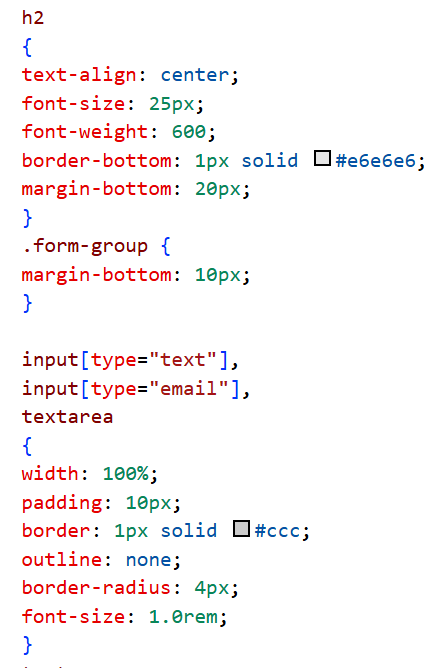 h2
{
text-align: center;
font-size: 25px;
font-weight: 600;
border-bottom: 1px solid #e6e6e6;
margin-bottom: 20px;
}
.form-group {
margin-bottom: 10px;
}
input[type="text"],
input[type="email"],
textarea
{
width: 100%;
padding: 10px;
border: 1px solid #ccc;
outline: none;
border-radius: 4px;
font-size: 1.0rem;
}